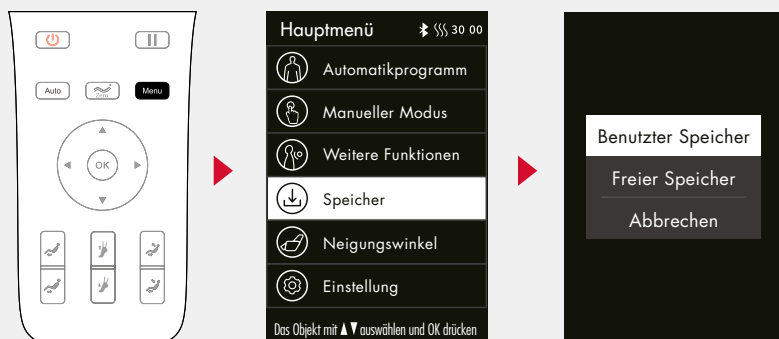 Auto
Zero
Menu
OK
Hauptmenü 30 00
Automatikprogramm
Manueller Modus
Weitere Funktionen
Speicher
Neigungswinkel
Einstellung
Das Objekt mit ▲▼ auswählen und OK drücken
Benutzter Speicher
Freier Speicher
Abbrechen